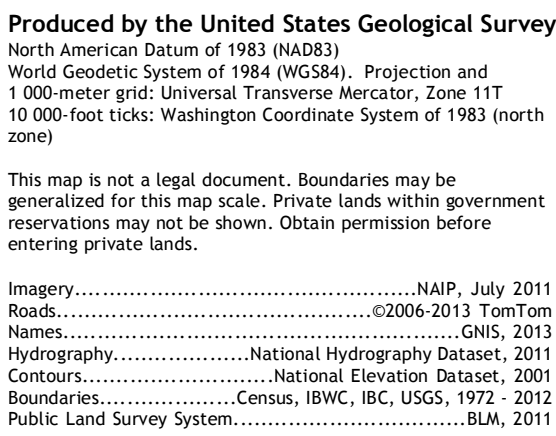 Produced by the United States Geological Survey
North American Datum of 1983 (NAD83)
World Geodetic System of 1984 (WGS84). Projection and
1 000-meter grid: Universal Transverse Mercator, Zone 11T
10 000-foot ticks: Washington Coordinate System of 1983 (north
zone)
This map is not a legal document. Boundaries may be
generalized for this map scale. Private lands within government
reservations may not be shown. Obtain permission before
entering private lands.
Imagery..............................................NAIP, July 2011
Roads.........................................©2006-2013 TomTom
Names....................................................GNIS, 2013
Hydrography....................National Hydrography Dataset, 2011
Contours............................National Elevation Dataset, 2001
Boundaries....................Census, IBWC, IBC, USGS, 1972 - 2012
Public Land Survey System..................................BLM, 2011